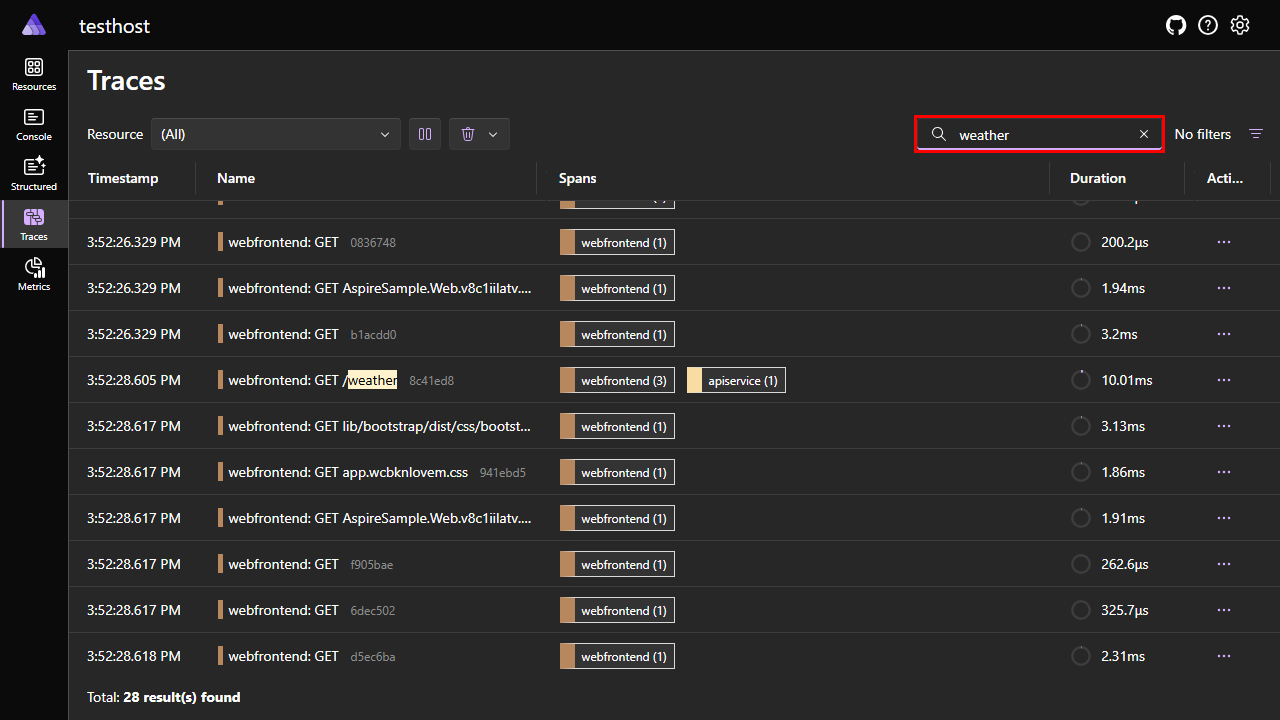 testhost
Resources
Console
Structured
Traces
Metrics
Traces
Resource (All) weather No filters
Timestamp Name Spans Duration Acti...
3:52:26.329 PM webfrontend: GET 0836748 webfrontend (1) 200.2μs ...
3:52:26.329 PM webfrontend: GET AspireSample.Web.v8c1iilatv.... webfrontend (1) 1.94ms ...
3:52:26.329 PM webfrontend: GET b1acdd0 webfrontend (1) 3.2ms ...
3:52:28.605 PM webfrontend: GET /weather 8c41ed8 webfrontend (3) apiservice (1) 10.01ms ...
3:52:28.617 PM webfrontend: GET lib/bootstrap/dist/css/bootst... webfrontend (1) 3.13ms ...
3:52:28.617 PM webfrontend: GET app.wcbknlovem.css 941ebd5 webfrontend (1) 1.86ms ...
3:52:28.617 PM webfrontend: GET AspireSample.Web.v8c1iilatv.... webfrontend (1) 1.91ms ...
3:52:28.617 PM webfrontend: GET f905bae webfrontend (1) 262.6μs ...
3:52:28.617 PM webfrontend: GET 6dec502 webfrontend (1) 325.7μs ...
3:52:28.618 PM webfrontend: GET d5ec6ba webfrontend (1) 2.31ms ...
Total: 28 result(s) found